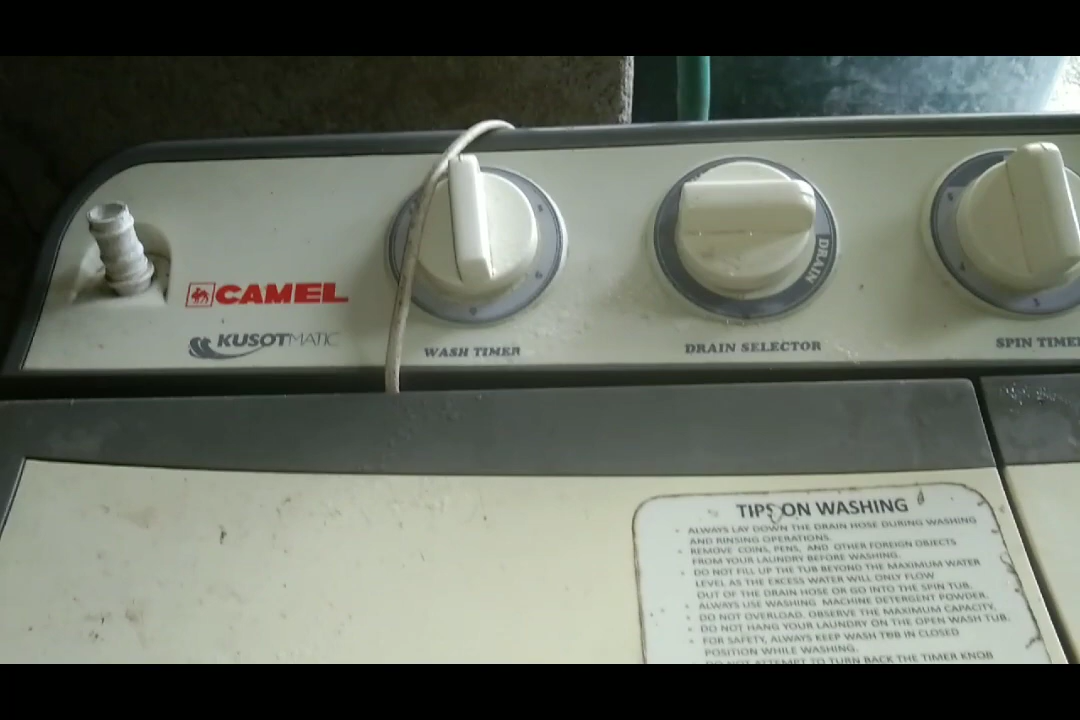 CAMEL
KUSOTMATIC
WASH TIMER
DRAIN SELECTOR
SPIN TIMER
DRAIN
TIPS ON WASHING
• ALWAYS LAY DOWN THE DRAIN HOSE DURING WASHING
AND RINSING OPERATIONS.
• REMOVE COINS, PENS, AND OTHER FOREIGN OBJECTS
FROM YOUR LAUNDRY BEFORE WASHING.
• DO NOT FILL UP THE TUB BEYOND THE MAXIMUM WATER
LEVEL AS THE EXCESS WATER WILL ONLY FLOW
OUT OF THE DRAIN HOSE OR GO INTO THE SPIN TUB.
• ALWAYS USE WASHING MACHINE DETERGENT POWDER.
• DO NOT OVERLOAD. OBSERVE THE MAXIMUM CAPACITY.
• DO NOT HANG YOUR LAUNDRY ON THE OPEN WASH TUB.
• FOR SAFETY, ALWAYS KEEP WASH TUB IN CLOSED
POSITION WHILE WASHING.
DO NOT ATTEMPT TO TURN BACK THE TIMER KNOB